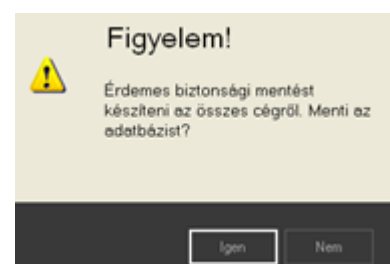 Figyelem!
Érdemes biztonsági mentést
készíteni az összes cégről. Menti az
adatbázist?
Igen
Nem